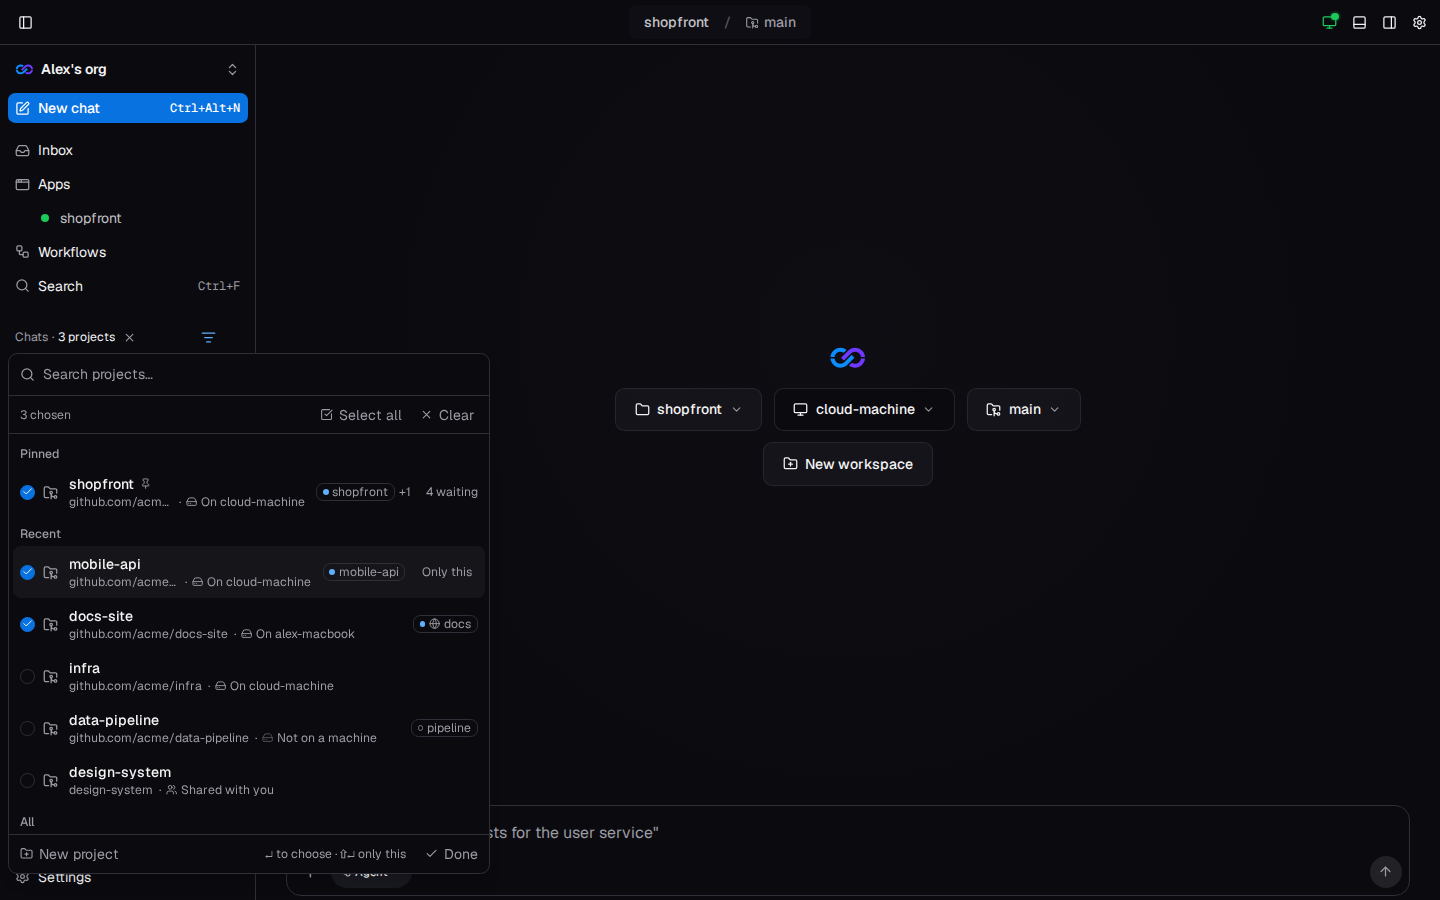 shopfront / main
Alex's org
New chat Ctrl+Alt+N
Inbox
Apps
shopfront
Workflows
Search Ctrl+F
Chats · 3 projects
Search projects...
3 chosen Select all Clear
Pinned
shopfront
github.com/acm... · On cloud-machine shopfront +1 4 waiting
Recent
mobile-api
github.com/acme... · On cloud-machine mobile-api Only this
docs-site
github.com/acme/docs-site · On alex-macbook docs
infra
github.com/acme/infra · On cloud-machine
data-pipeline
github.com/acme/data-pipeline · Not on a machine pipeline
design-system
design-system · Shared with you
All
New project ↵ to choose · ⇧↵ only this Done
Settings
shopfront cloud-machine main
New workspace
sts for the user service"
Agent